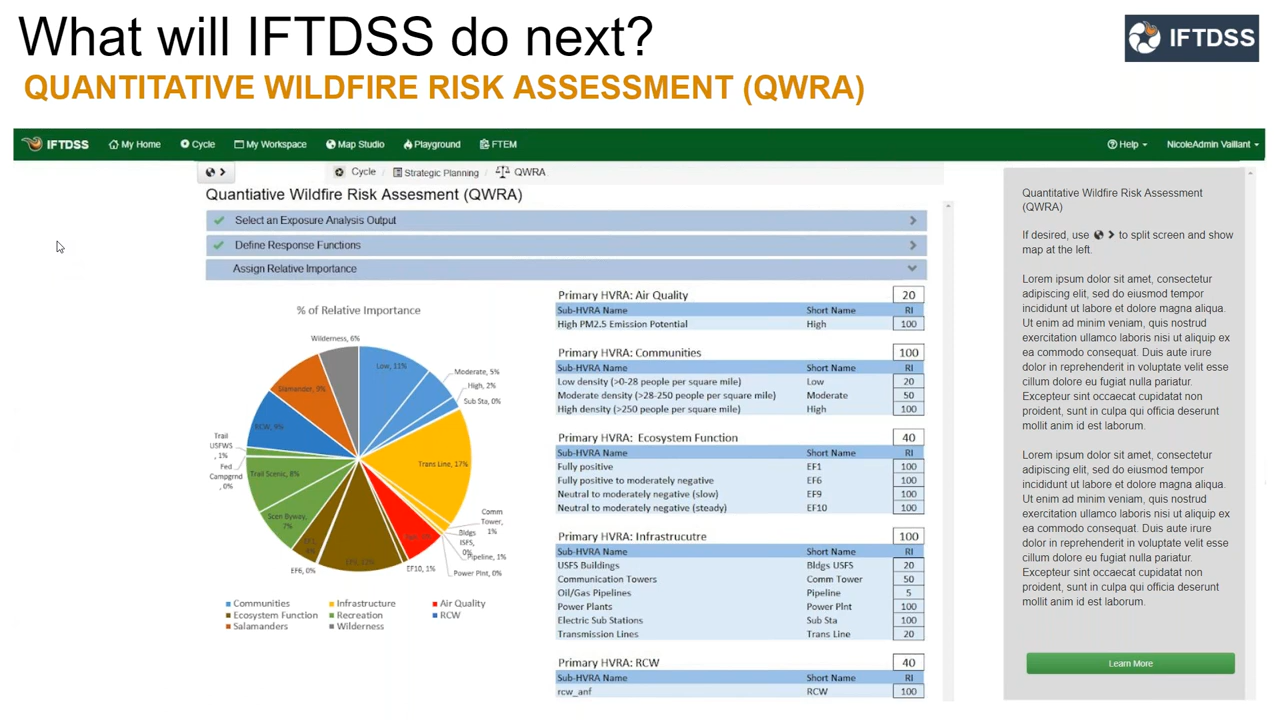 What will IFTDSS do next?
IFTDSS
QUANTITATIVE WILDFIRE RISK ASSESSMENT (QWRA)
IFTDSS My Home Cycle My Workspace Map Studio Playground FTEM Help NicoleAdmin Vaillant
Cycle / Strategic Planning / QWRA
Quantiative Wildfire Risk Assesment (QWRA)
Select an Exposure Analysis Output
Define Response Functions
Assign Relative Importance
% of Relative Importance
Wilderness, 6%
Low, 11%
Moderate, 5%
High, 2%
Sub Sta, 0%
Trans Line, 17%
Comm
Tower,
1%
Bldgs
ISFS,
0%
Pipeline, 1%
Power Plnt, 0%
EF10, 1%
EF6, 0%
Scen Byway,
7%
Trail Scenic, 8%
Fed
Campgrnd
, 0%
Trail
USFWS
, 1%
RCW, 9%
Slamander, 9%
Communities Infrastructure Air Quality
Ecosystem Function Recreation RCW
Salamanders Wilderness
Primary HVRA: Air Quality 20
Sub-HVRA Name Short Name RI
High PM2.5 Emission Potential High 100
Primary HVRA: Communities 100
Sub-HVRA Name Short Name RI
Low density (>0-28 people per square mile) Low 20
Moderate density (>28-250 people per square mile) Moderate 50
High density (>250 people per square mile) High 100
Primary HVRA: Ecosystem Function 40
Sub-HVRA Name Short Name RI
Fully positive EF1 100
Fully positive to moderately negative EF6 100
Neutral to moderately negative (slow) EF9 100
Neutral to moderately negative (steady) EF10 100
Primary HVRA: Infrastrucutre 100
Sub-HVRA Name Short Name RI
USFS Buildings Bldgs USFS 20
Communication Towers Comm Tower 50
Oil/Gas Pipelines Pipeline 5
Power Plants Power Plnt 100
Electric Sub Stations Sub Sta 100
Transmission Lines Trans Line 20
Primary HVRA: RCW 40
Sub-HVRA Name Short Name RI
rcw_anf RCW 100
Quantitative Wildfire Risk Assessment
(QWRA)
If desired, use > to split screen and show
map at the left.
Lorem ipsum dolor sit amet, consectetur
adipiscing elit, sed do eiusmod tempor
incididunt ut labore et dolore magna aliqua.
Ut enim ad minim veniam, quis nostrud
exercitation ullamco laboris nisi ut aliquip ex
ea commodo consequat. Duis aute irure
dolor in reprehenderit in voluptate velit esse
cillum dolore eu fugiat nulla pariatur.
Excepteur sint occaecat cupidatat non
proident, sunt in culpa qui officia deserunt
mollit anim id est laborum.
Lorem ipsum dolor sit amet, consectetur
adipiscing elit, sed do eiusmod tempor
incididunt ut labore et dolore magna aliqua.
Ut enim ad minim veniam, quis nostrud
exercitation ullamco laboris nisi ut aliquip ex
ea commodo consequat. Duis aute irure
dolor in reprehenderit in voluptate velit esse
cillum dolore eu fugiat nulla pariatur.
Excepteur sint occaecat cupidatat non
proident, sunt in culpa qui officia deserunt
mollit anim id est laborum.
Learn More